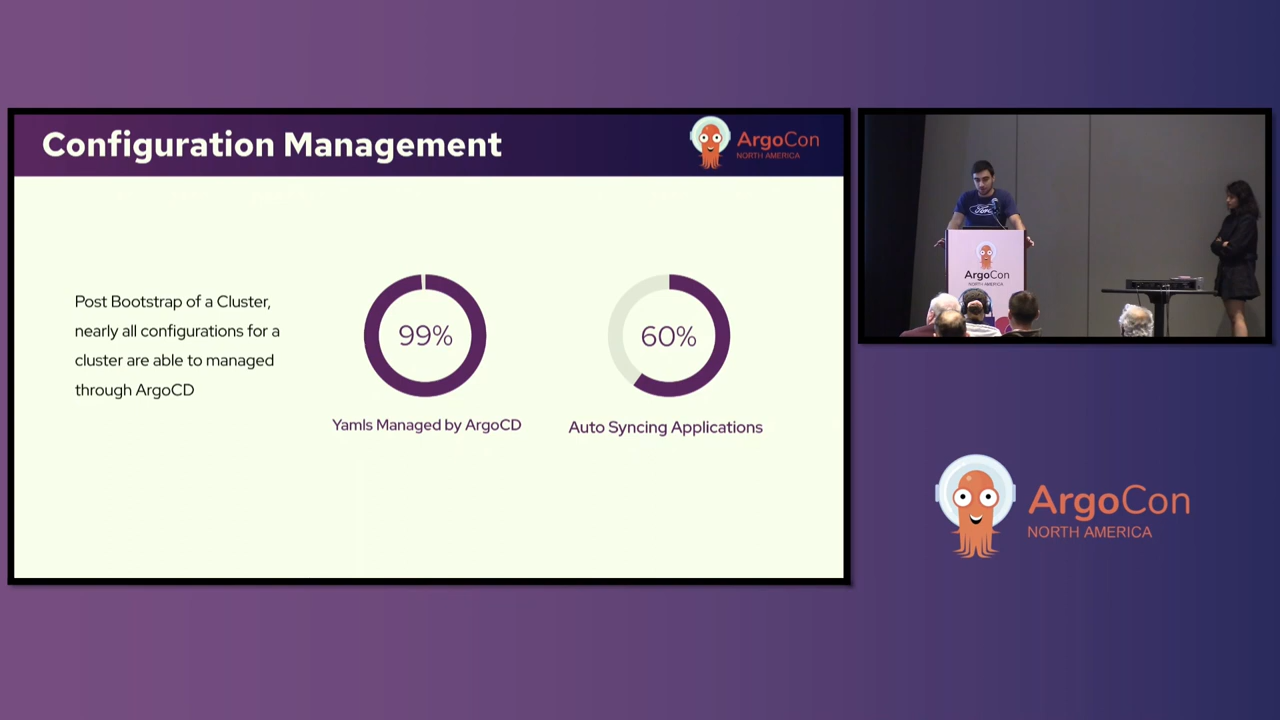 Configuration Management
ArgoCon
NORTH AMERICA
Post Bootstrap of a Cluster,
nearly all configurations for a
cluster are able to managed
through ArgoCD
99%
Yamls Managed by ArgoCD
60%
Auto Syncing Applications
Ford
ArgoCon
NORTH AMERICA
ArgoCon
NORTH AMERICA